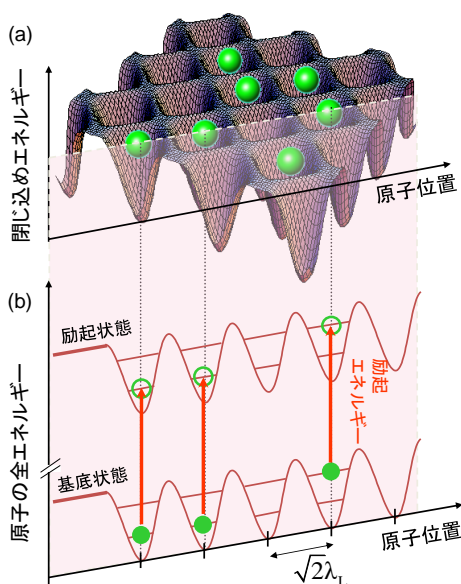 (a)
閉じ込めエネルギー
原子位置
(b)
原子の全エネルギー
励起状態
励起
エネルギー
基底状態
原子位置
√2λL